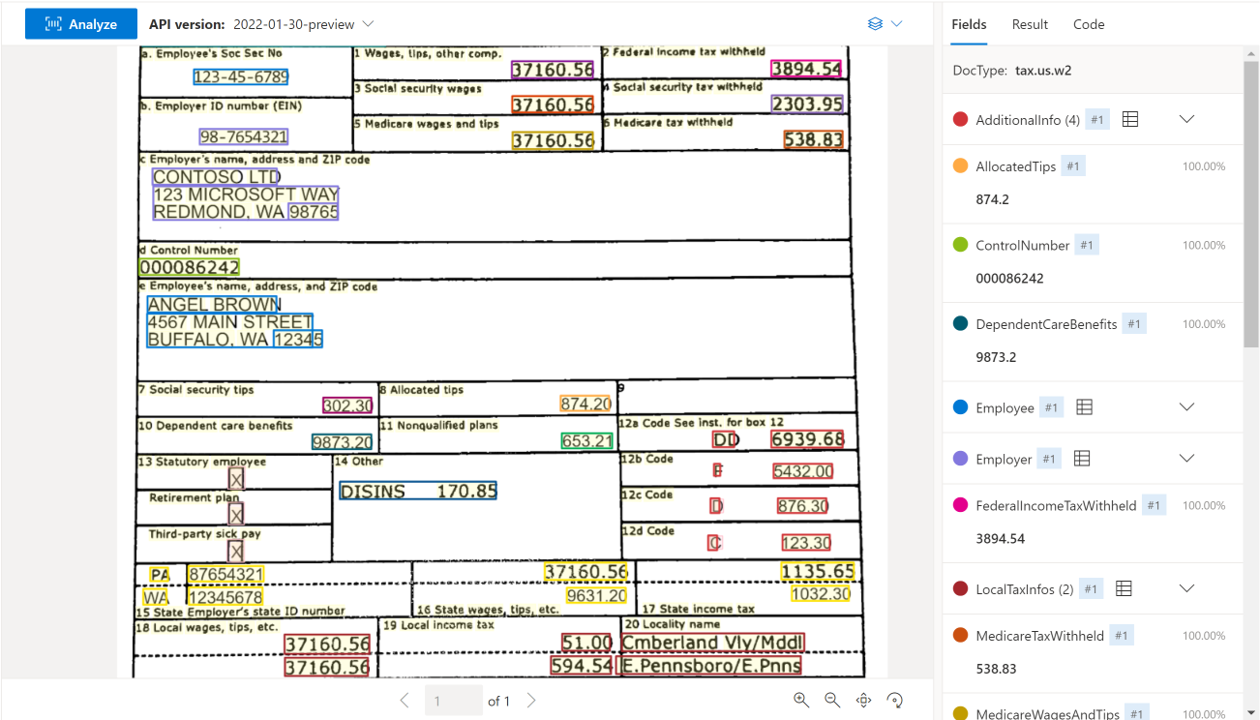 Analyze API version: 2022-01-30-preview
Fields Result Code
DocType: tax.us.w2
a. Employee's Soc Sec No
123-45-6789
1 Wages, tips, other comp.
37160.56
2 Federal Income tax withheld
3894.54
3 Social security wages
37160.56
4 Social security tax withheld
2303.95
b. Employer ID number (EIN)
98-7654321
5 Medicare wages and tips
37160.56
6 Medicare tax withheld
538.83
c Employer's name, address and ZIP code
CONTOSO LTD
123 MICROSOFT WAY
REDMOND, WA 98765
d Control Number
000086242
e Employee's name, address, and ZIP code
ANGEL BROWN
4567 MAIN STREET
BUFFALO, WA 12345
7 Social security tips
302.30
8 Allocated tips
874.20
9
10 Dependent care benefits
9873.20
11 Nonqualified plans
653.21
12a Code See inst. for box 12
DD 6939.68
13 Statutory employee
X
Retirement plan
X
Third-party sick pay
X
14 Other
DISINS 170.85
12b Code
5432.00
12c Code
D 876.30
12d Code
C 123.30
PA 87654321 37160.56 1135.65
WA 12345678 9631.20 1032.30
15 State Employer's state ID number 16 State wages, tips, etc. 17 State income tax
18 Local wages, tips, etc. 19 Local income tax 20 Locality name
37160.56 51.00 Cmberland Vly/Mddl
37160.56 594.54 E.Pennsboro/E.Pnns
1 of 1
AdditionalInfo (4) #1
AllocatedTips #1 100.00%
874.2
ControlNumber #1 100.00%
000086242
DependentCareBenefits #1 100.00%
9873.2
Employee #1
Employer #1
FederalIncomeTaxWithheld #1 100.00%
3894.54
LocalTaxInfos (2) #1
MedicareTaxWithheld #1 100.00%
538.83
MedicareWagesAndTips #1 100.00%